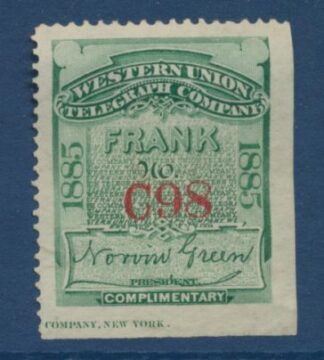 WESTERN UNION
TELEGRAPH COMPANY
FRANK
No.
1885
C98
1885
Norvin Green
PRESIDENT.
COMPLIMENTARY
COMPANY, NEW YORK.